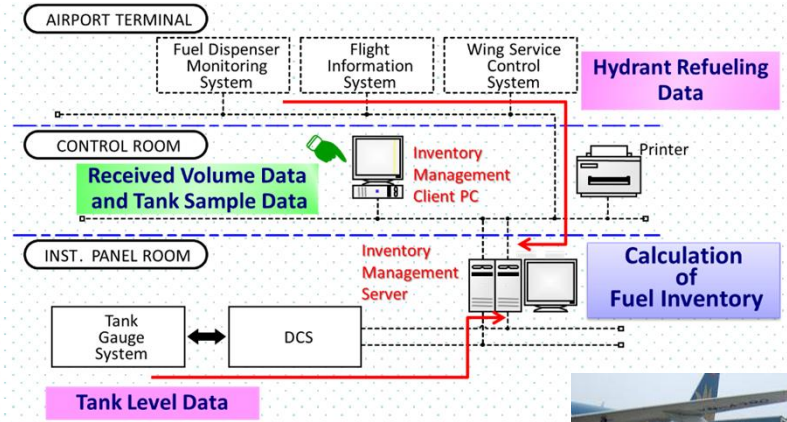 AIRPORT TERMINAL
Fuel Dispenser
Monitoring
System
Flight
Information
System
Wing Service
Control
System
Hydrant Refueling
Data
CONTROL ROOM
Received Volume Data
and Tank Sample Data
Inventory
Management
Client PC
Printer
INST. PANEL ROOM
Inventory
Management
Server
Calculation
of
Fuel Inventory
Tank
Gauge
System
DCS
Tank Level Data